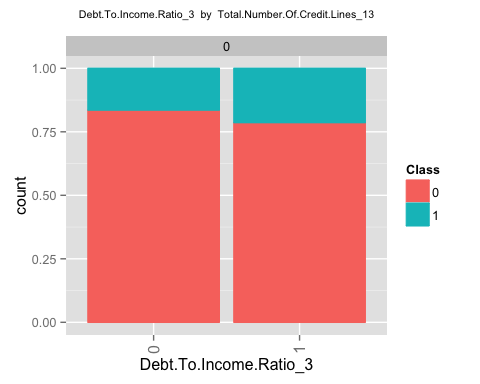 Debt.To.Income.Ratio_3 by Total.Number.Of.Credit.Lines_13
0
1.00
0.75
0.50
0.25
0.00
count
0
1
Debt.To.Income.Ratio_3
Class
0
1